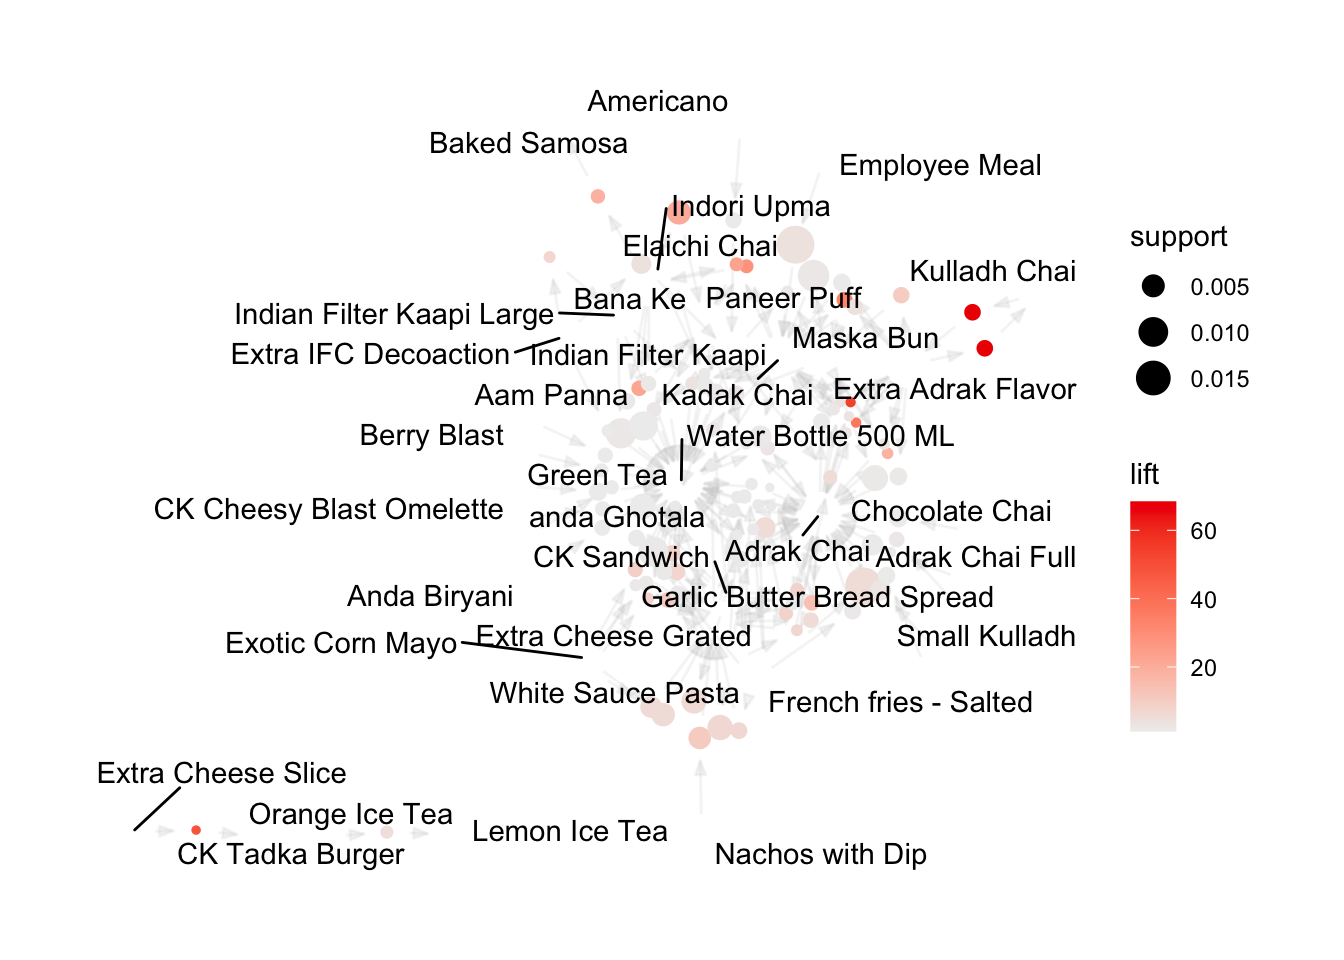 Americano
Baked Samosa
Employee Meal
Indori Upma
Elaichi Chai
Kulladh Chai
Bana Ke
Paneer Puff
Indian Filter Kaapi Large
Maska Bun
Extra IFC Decoaction
Indian Filter Kaapi
Aam Panna
Kadak Chai
Extra Adrak Flavor
Berry Blast
Water Bottle 500 ML
Green Tea
CK Cheesy Blast Omelette
anda Ghotala
Chocolate Chai
CK Sandwich
Adrak Chai
Adrak Chai Full
Anda Biryani
Garlic Butter Bread Spread
Exotic Corn Mayo
Extra Cheese Grated
Small Kulladh
White Sauce Pasta
French fries - Salted
Extra Cheese Slice
Orange Ice Tea
Lemon Ice Tea
CK Tadka Burger
Nachos with Dip
support
0.005
0.010
0.015
lift
60
40
20